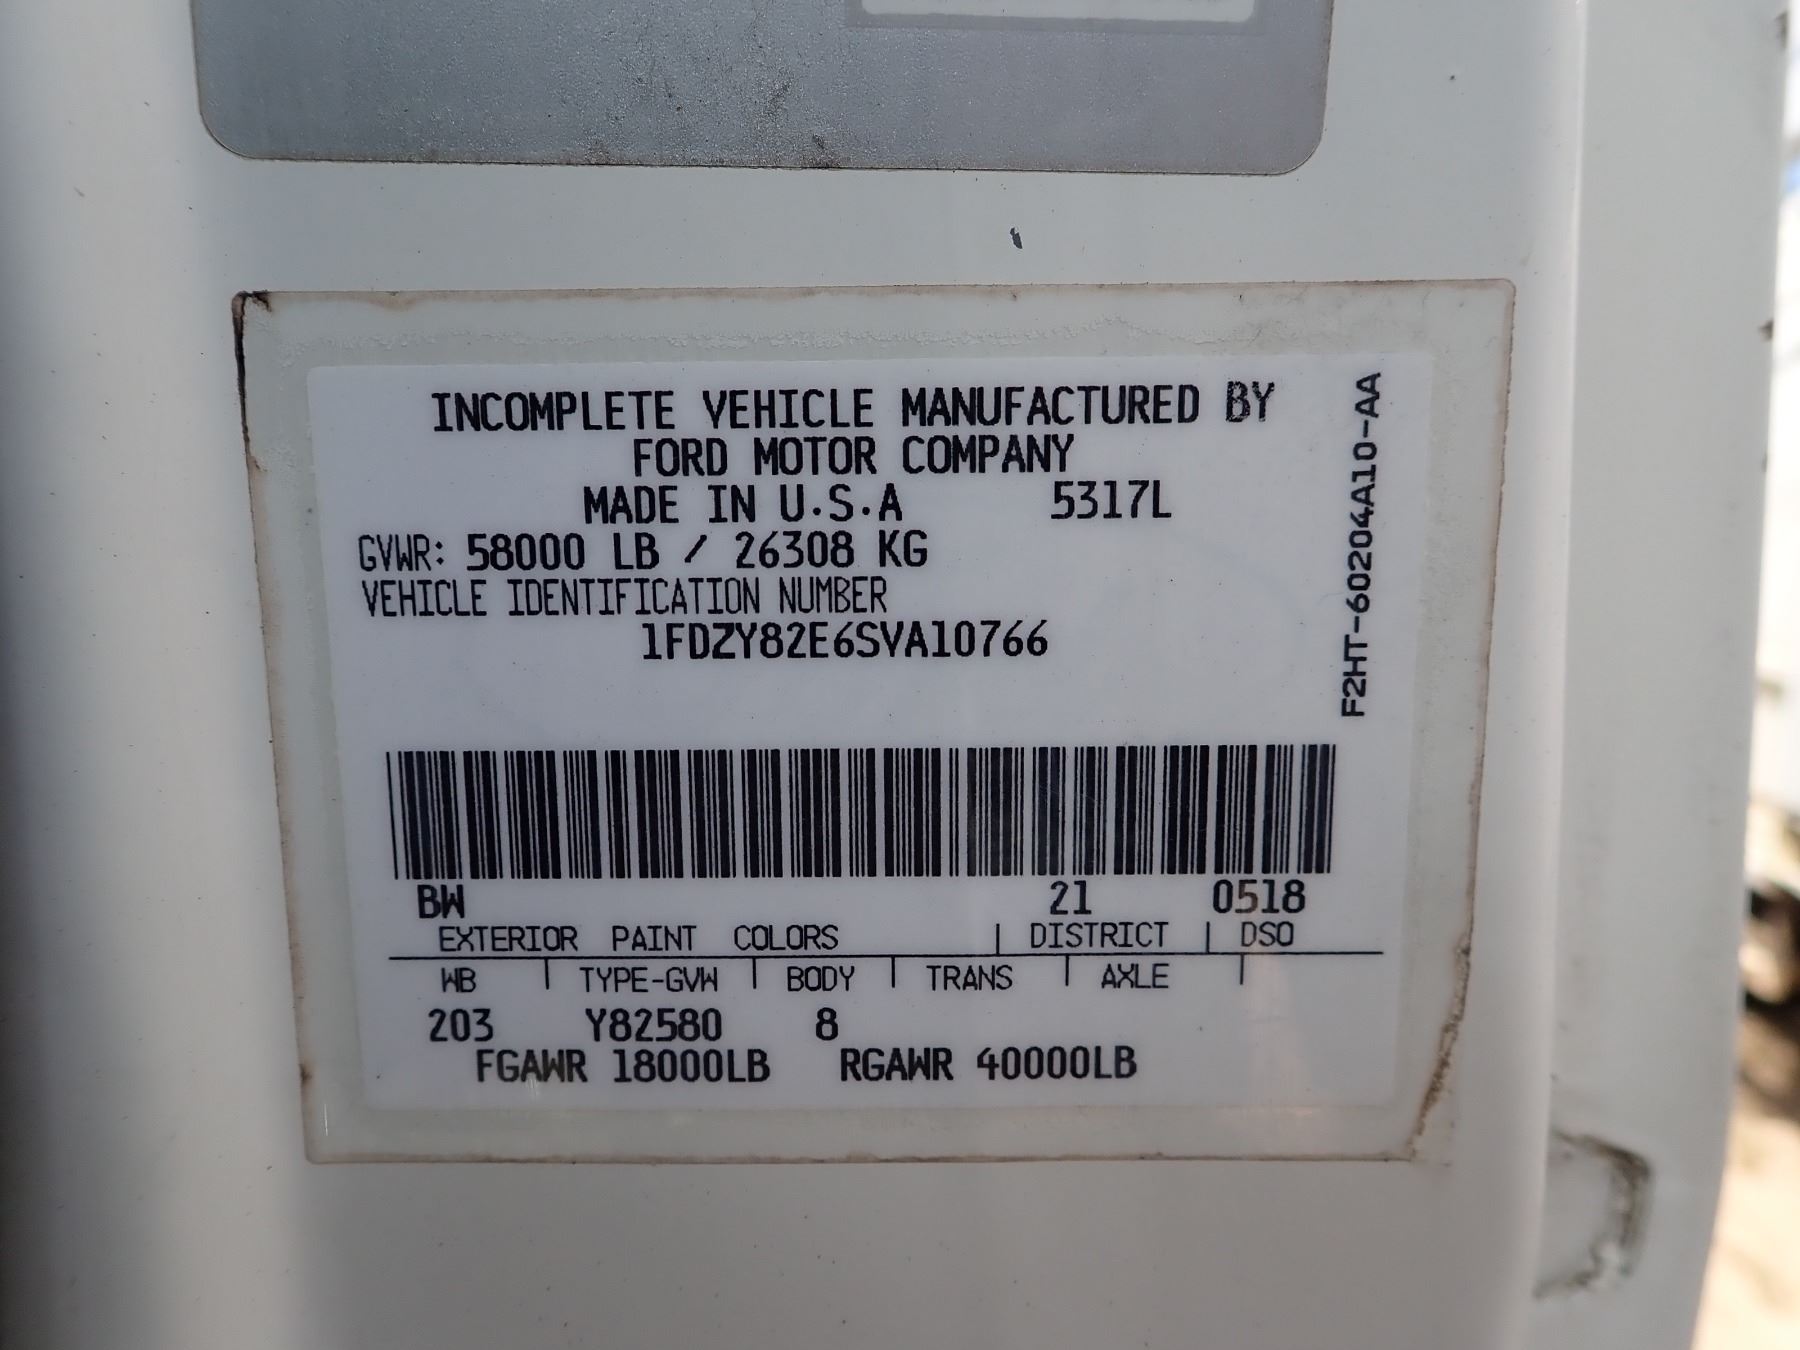 INCOMPLETE VEHICLE MANUFACTURED BY
FORD MOTOR COMPANY
MADE IN U.S.A 5317L
GVWR: 58000 LB / 26308 KG
VEHICLE IDENTIFICATION NUMBER
1FDZY82E6SVA10766
F2HT-60204A10-AA
BW 21 0518
EXTERIOR PAINT COLORS | DISTRICT | DSO
WB | TYPE-GVW | BODY | TRANS | AXLE |
203 Y82580 8
FGAWR 18000LB RGAWR 40000LB